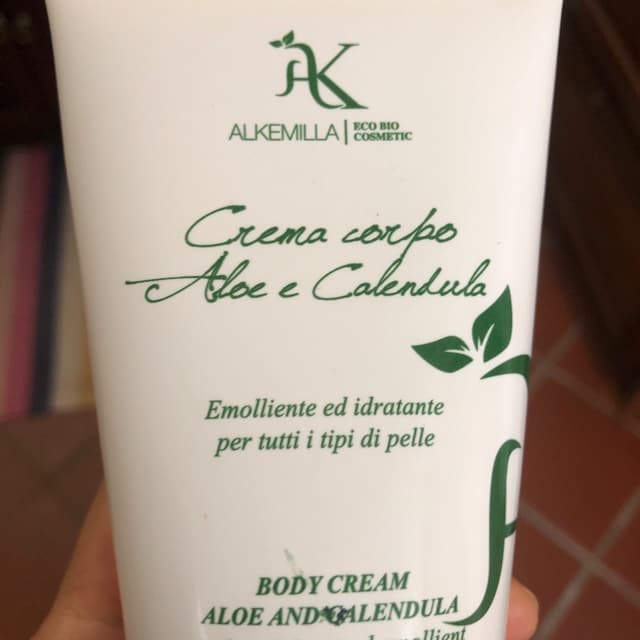 AK
ALKEMILLA | ECO BIO COSMETIC
Crema corpo
Aloe e Calendula
Emolliente ed idratante
per tutti i tipi di pelle
BODY CREAM
ALOE AND CALENDULA